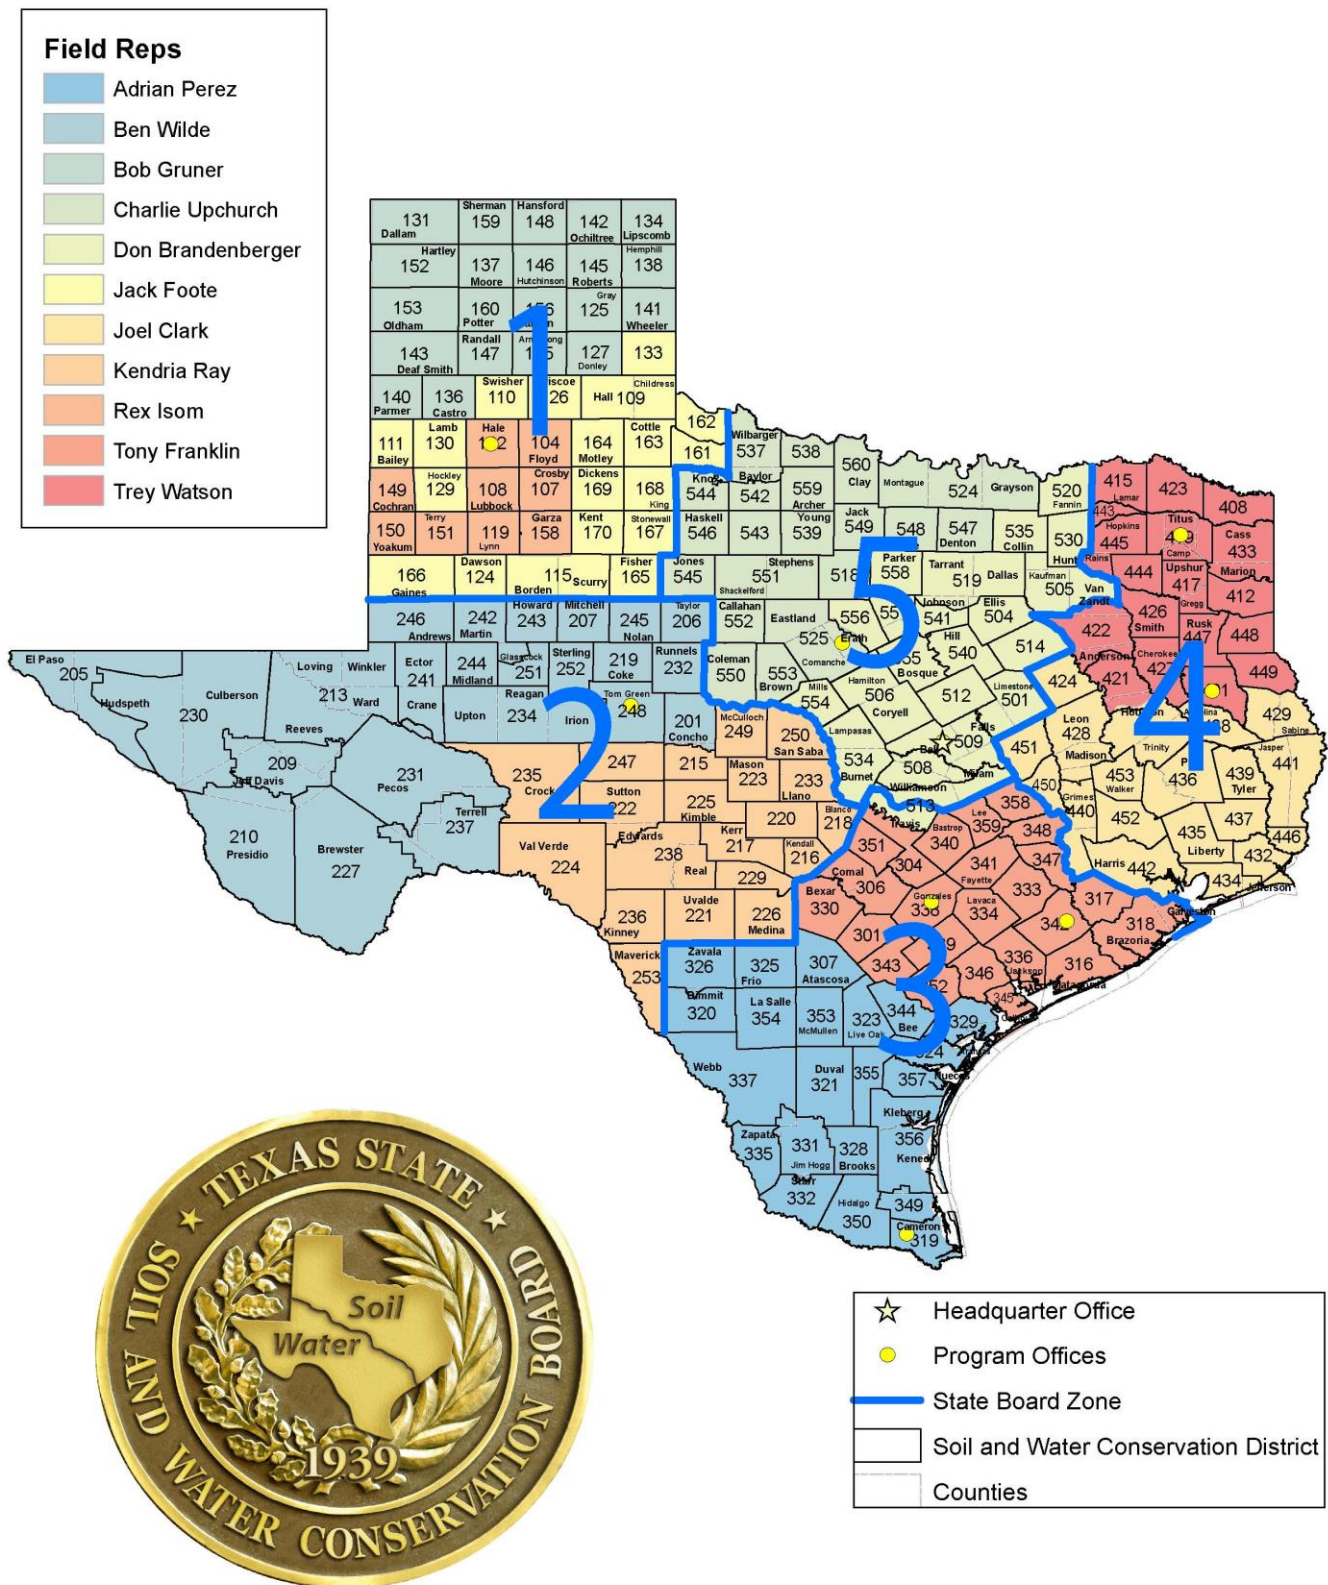 Field Reps
Adrian Perez
Ben Wilde
Bob Gruner
Charlie Upchurch
Don Brandenberger
Jack Foote
Joel Clark
Kendria Ray
Rex Isom
Tony Franklin
Trey Watson
Sherman Hansford
131 159 148 142 134
Dallam Ochiltree Lipscomb
Hartley Hemphill
152 137 146 145 138
Moore Hutchinson Roberts
Gray
153 160 125 141
Oldham Potter Wheeler
Randall
143 147 127 133
Deaf Smith Donley
1
Swisher Childress
140 136 110 Hall 109
Parmer Castro
162
Lamb Hale Cottle Wilbarger
111 130 104 164 163 161 537 538
Bailey Floyd Motley
560 Clay Montague 524 Grayson 520 Fannin
415 Lamar 423 408
Hockley Crosby Dickens Baylor
149 129 108 107 169 168 544 542 559
Cochran Lubbock King Archer
443 Hopkins 445 Titus Camp Cass 433
Terry Garza Kent Stonewall Haskell Young Jack
150 151 119 158 170 167 546 543 539 549 548 547 535 530
Yoakum Lynn Denton Collin Hunt
Rains 444 Upshur 417 Marion 412 Gregg
Dawson Fisher Jones Stephens Parker Tarrant
166 124 115 Scurry 165 545 551 518 558 519 Dallas Kaufman 505
Gaines Borden Shackelford Van Zandt
5
Howard Mitchell Taylor Callahan
246 242 243 207 245 206 552 Eastland 556 541 Johnson Ellis 504
Andrews Martin Nolan
426 Smith Rusk 447 448 422
525 Erath Hill 540 514
El Paso 205 Loving Winkler Ector 241 244 Midland Glasscock 251 Sterling 252 219 Coke Runnels 232 Coleman 550 553 Brown Comanche Bosque
Anderson 421 Cherokee 427 449 424
4
Hudspeth Culberson 230 213 Ward Crane Upton Reagan 234 Irion Tom Green 248 201 Concho
Mills 554 Hamilton 506 Coryell 512 Limestone 501
Reeves McCulloch 249 250 San Saba Lampasas Falls 509
Leon 428 Madison 451 Trinity 429 Sabine
2
209 Jeff Davis 231 Pecos 235 247 215 Mason 223 233 Llano 534 Burnet 508 Milam
450 453 Walker 436 439 Tyler Jasper 441
Terrell 237 Sutton 222 225 Kimble 220 Blanco 218 Williamson 513 Travis
Grimes 440 452 435 Liberty 437 446
210 Presidio Brewster 227 Val Verde 224 Edwards 238 Real Kerr 217 Kendall 216 229
351 Bastrop 340 Lee 359 358 348 347 Harris 442 432 434 Jefferson
Comal 306 304 341 Fayette 333 317 Galveston
236 Kinney Uvalde 221 226 Medina Bexar 330 Gonzales Lavaca 334 318 Brazoria
Maverick 253 301 343 346 336 Jackson 316 Matagorda 345
3
Zavala 326 325 Frio 307 Atascosa
Dimmit 320 La Salle 354 353 McMullen 323 Live Oak 344 Bee 329
Webb 337 Duval 321 355 357 Nueces
Kleberg 356
Zapata 335 331 Jim Hogg 328 Brooks
Starr 332 Hidalgo 350 349 Cameron 319
TEXAS STATE
SOIL AND WATER CONSERVATION BOARD
Soil
Water
1939
Headquarter Office
Program Offices
State Board Zone
Soil and Water Conservation District
Counties